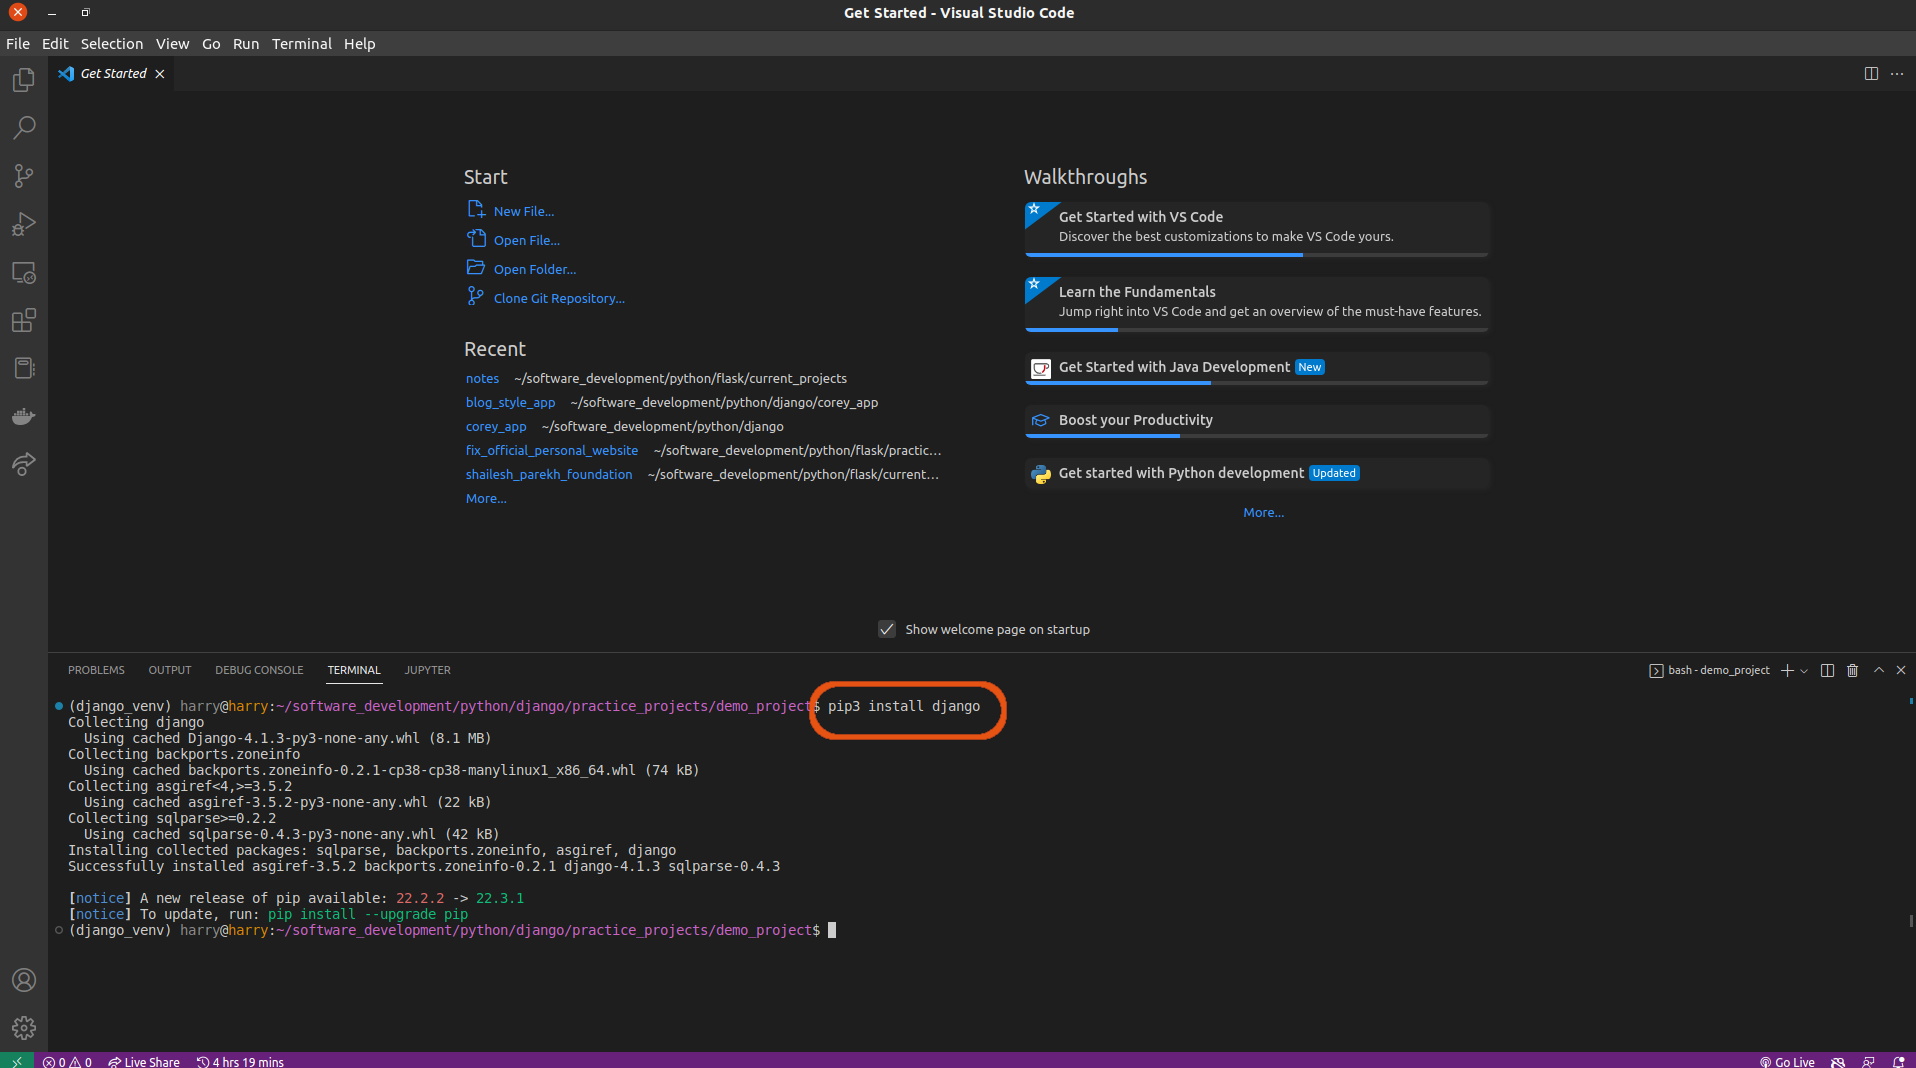 Get Started - Visual Studio Code
File Edit Selection View Go Run Terminal Help
Get Started
Start
New File...
Open File...
Open Folder...
Clone Git Repository...
Recent
notes ~/software_development/python/flask/current_projects
blog_style_app ~/software_development/python/django/corey_app
corey_app ~/software_development/python/django
fix_official_personal_website ~/software_development/python/flask/practic...
shailesh_parekh_foundation ~/software_development/python/flask/current...
More...
Walkthroughs
Get Started with VS Code
Discover the best customizations to make VS Code yours.
Learn the Fundamentals
Jump right into VS Code and get an overview of the must-have features.
Get Started with Java Development New
Boost your Productivity
Get started with Python development Updated
More...
Show welcome page on startup
PROBLEMS OUTPUT DEBUG CONSOLE TERMINAL JUPYTER
bash - demo_project
(django_venv) harry@harry:~/software_development/python/django/practice_projects/demo_project$ pip3 install django
Collecting django
Using cached Django-4.1.3-py3-none-any.whl (8.1 MB)
Collecting backports.zoneinfo
Using cached backports.zoneinfo-0.2.1-cp38-cp38-manylinux1_x86_64.whl (74 kB)
Collecting asgiref<4,>=3.5.2
Using cached asgiref-3.5.2-py3-none-any.whl (22 kB)
Collecting sqlparse>=0.2.2
Using cached sqlparse-0.4.3-py3-none-any.whl (42 kB)
Installing collected packages: sqlparse, backports.zoneinfo, asgiref, django
Successfully installed asgiref-3.5.2 backports.zoneinfo-0.2.1 django-4.1.3 sqlparse-0.4.3
[notice] A new release of pip available: 22.2.2 -> 22.3.1
[notice] To update, run: pip install --upgrade pip
(django_venv) harry@harry:~/software_development/python/django/practice_projects/demo_project$
0 0 Live Share 4 hrs 19 mins
Go Live